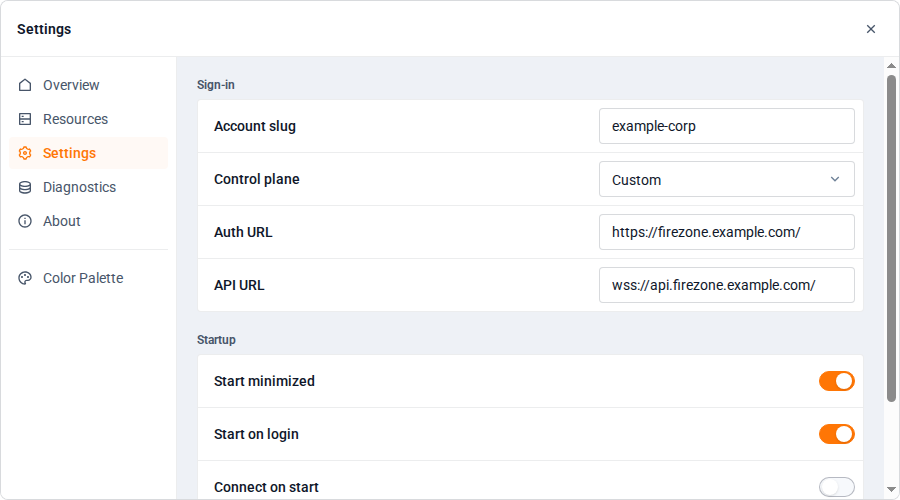 Settings
Overview
Resources
Settings
Diagnostics
About
Color Palette
Sign-in
Account slug
example-corp
Control plane
Custom
Auth URL
https://firezone.example.com/
API URL
wss://api.firezone.example.com/
Startup
Start minimized
Start on login
Connect on start